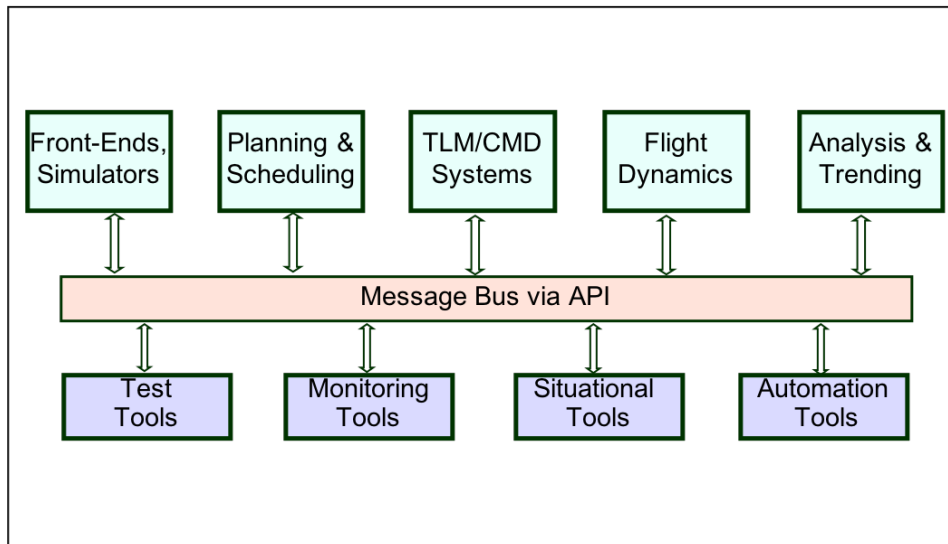 Front-Ends,
Simulators
Planning &
Scheduling
TLM/CMD
Systems
Flight
Dynamics
Analysis &
Trending
Message Bus via API
Test
Tools
Monitoring
Tools
Situational
Tools
Automation
Tools